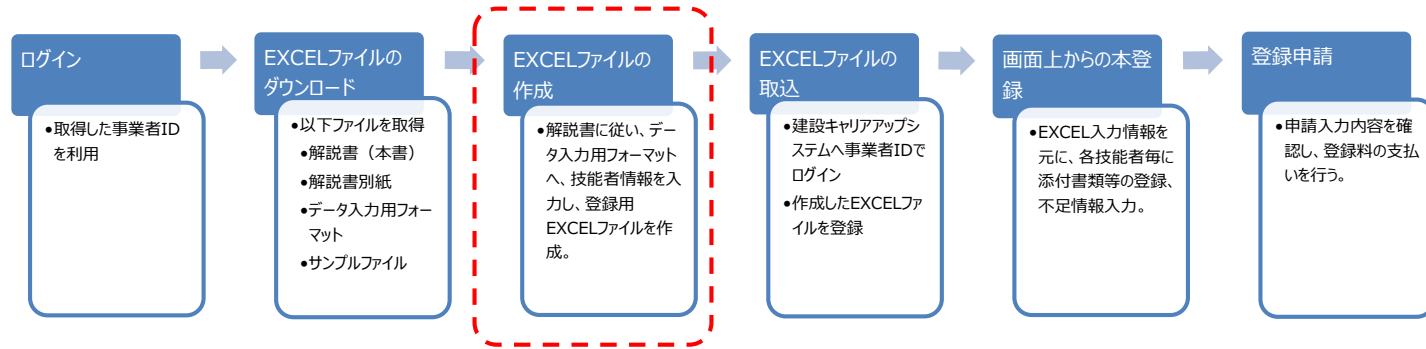 ログイン
•取得した事業者ID
を利用
EXCELファイルの
ダウンロード
•以下ファイルを取得
•解説書（本書）
•解説書別紙
•データ入力用フォー
マット
•サンプルファイル
EXCELファイルの
作成
•解説書に従い、デー
タ入力用フォーマット
へ、技能者情報を入
力し、登録用
EXCELファイルを作
成。
EXCELファイルの
取込
•建設キャリアアップシ
ステムへ事業者IDで
ログイン
•作成したEXCELファ
イルを登録
画面上からの本登
録
•EXCEL入力情報を
元に、各技能者毎に
添付書類等の登録、
不足情報入力。
登録申請
•申請入力内容を確
認し、登録料の支払
いを行う。